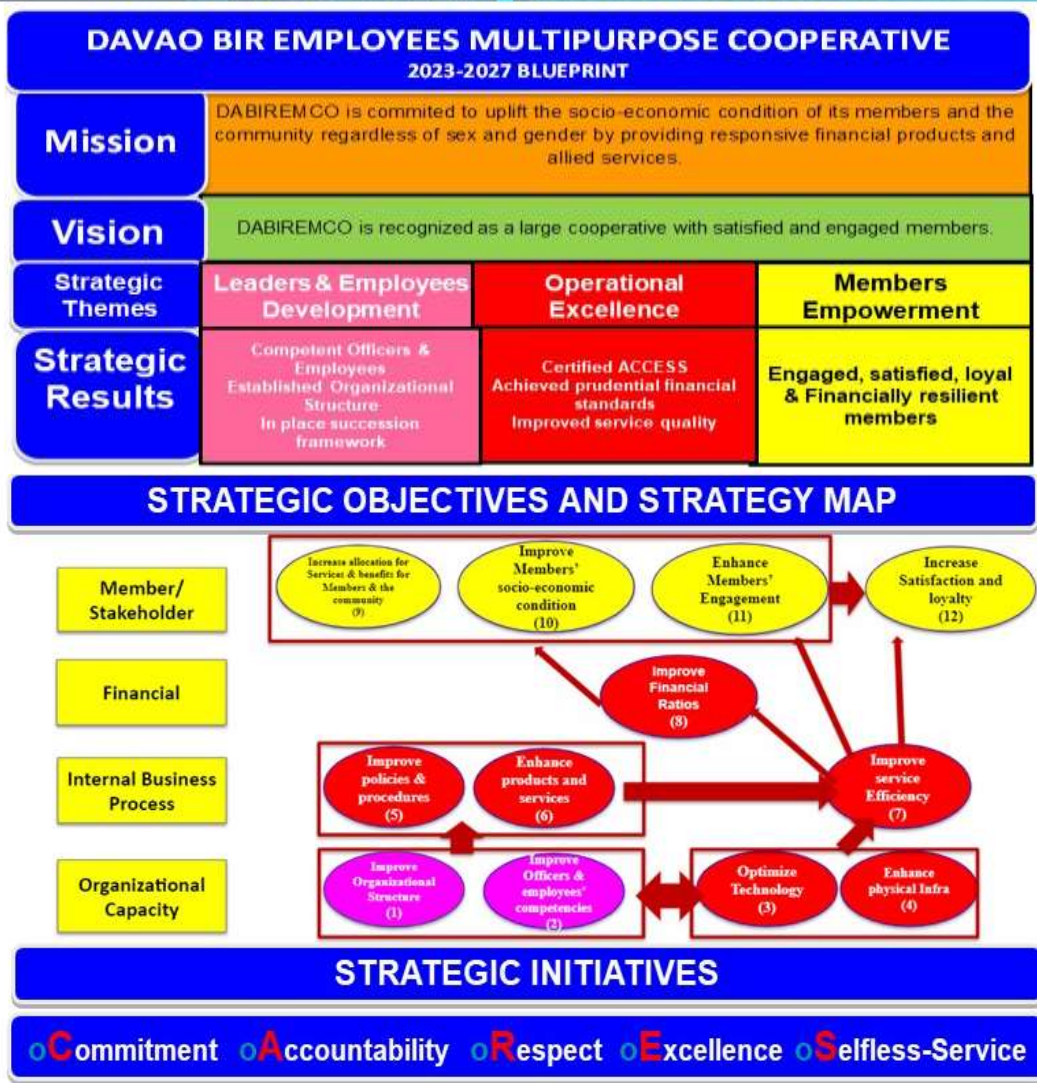 DAVAO BIR EMPLOYEES MULTIPURPOSE COOPERATIVE
2023-2027 BLUEPRINT
Mission
DABIREMCO is commited to uplift the socio-economic condition of its members and the
community regardless of sex and gender by providing responsive financial products and
allied services.
Vision
DABIREMCO is recognized as a large cooperative with satisfied and engaged members.
Strategic
Themes
Leaders & Employees
Development
Operational
Excellence
Members
Empowerment
Strategic
Results
Competent Officers &
Employees
Established Organizational
Structure
In place succession
framework
Certified ACCESS
Achieved prudential financial
standards
Improved service quality
Engaged, satisfied, loyal
& Financially resilient
members
STRATEGIC OBJECTIVES AND STRATEGY MAP
Member/
Stakeholder
Increase allocation for
Services & benefits for
Members & the
community
(9)
Improve
Members'
socio-economic
condition
(10)
Enhance
Members'
Engagement
(11)
Increase
Satisfaction and
loyalty
(12)
Financial
Improve
Financial
Ratios
(8)
Internal Business
Process
Improve
policies &
procedures
(5)
Enhance
products and
services
(6)
Improve
service
Efficiency
(7)
Organizational
Capacity
Improve
Organizational
Structure
(1)
Improve
Officers &
employees'
competencies
(2)
Optimize
Technology
(3)
Enhance
physical Infra
(4)
STRATEGIC INITIATIVES
oCommitment oAccountability oRespect oExcellence oSelfless-Service